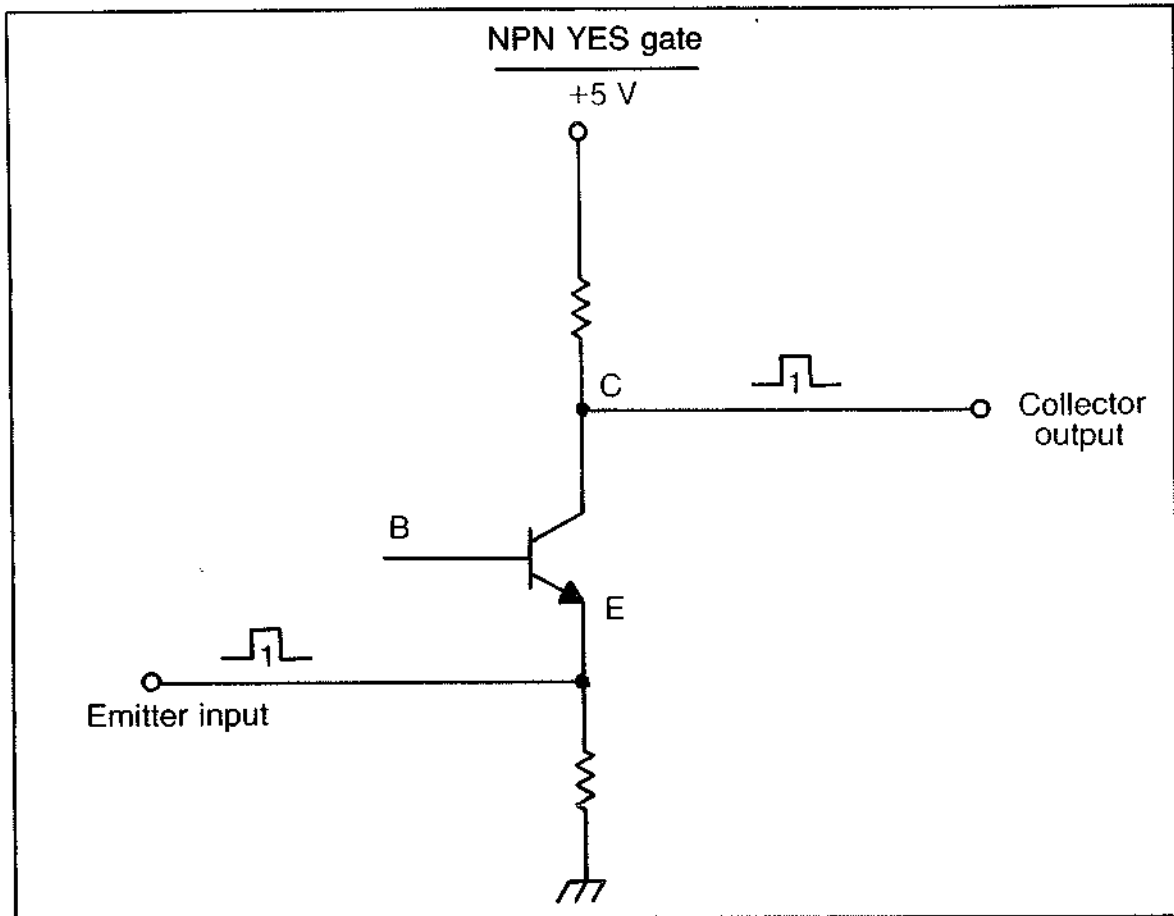 NPN YES gate
+5 V
C
1
Collector
output
B
E
1
Emitter input